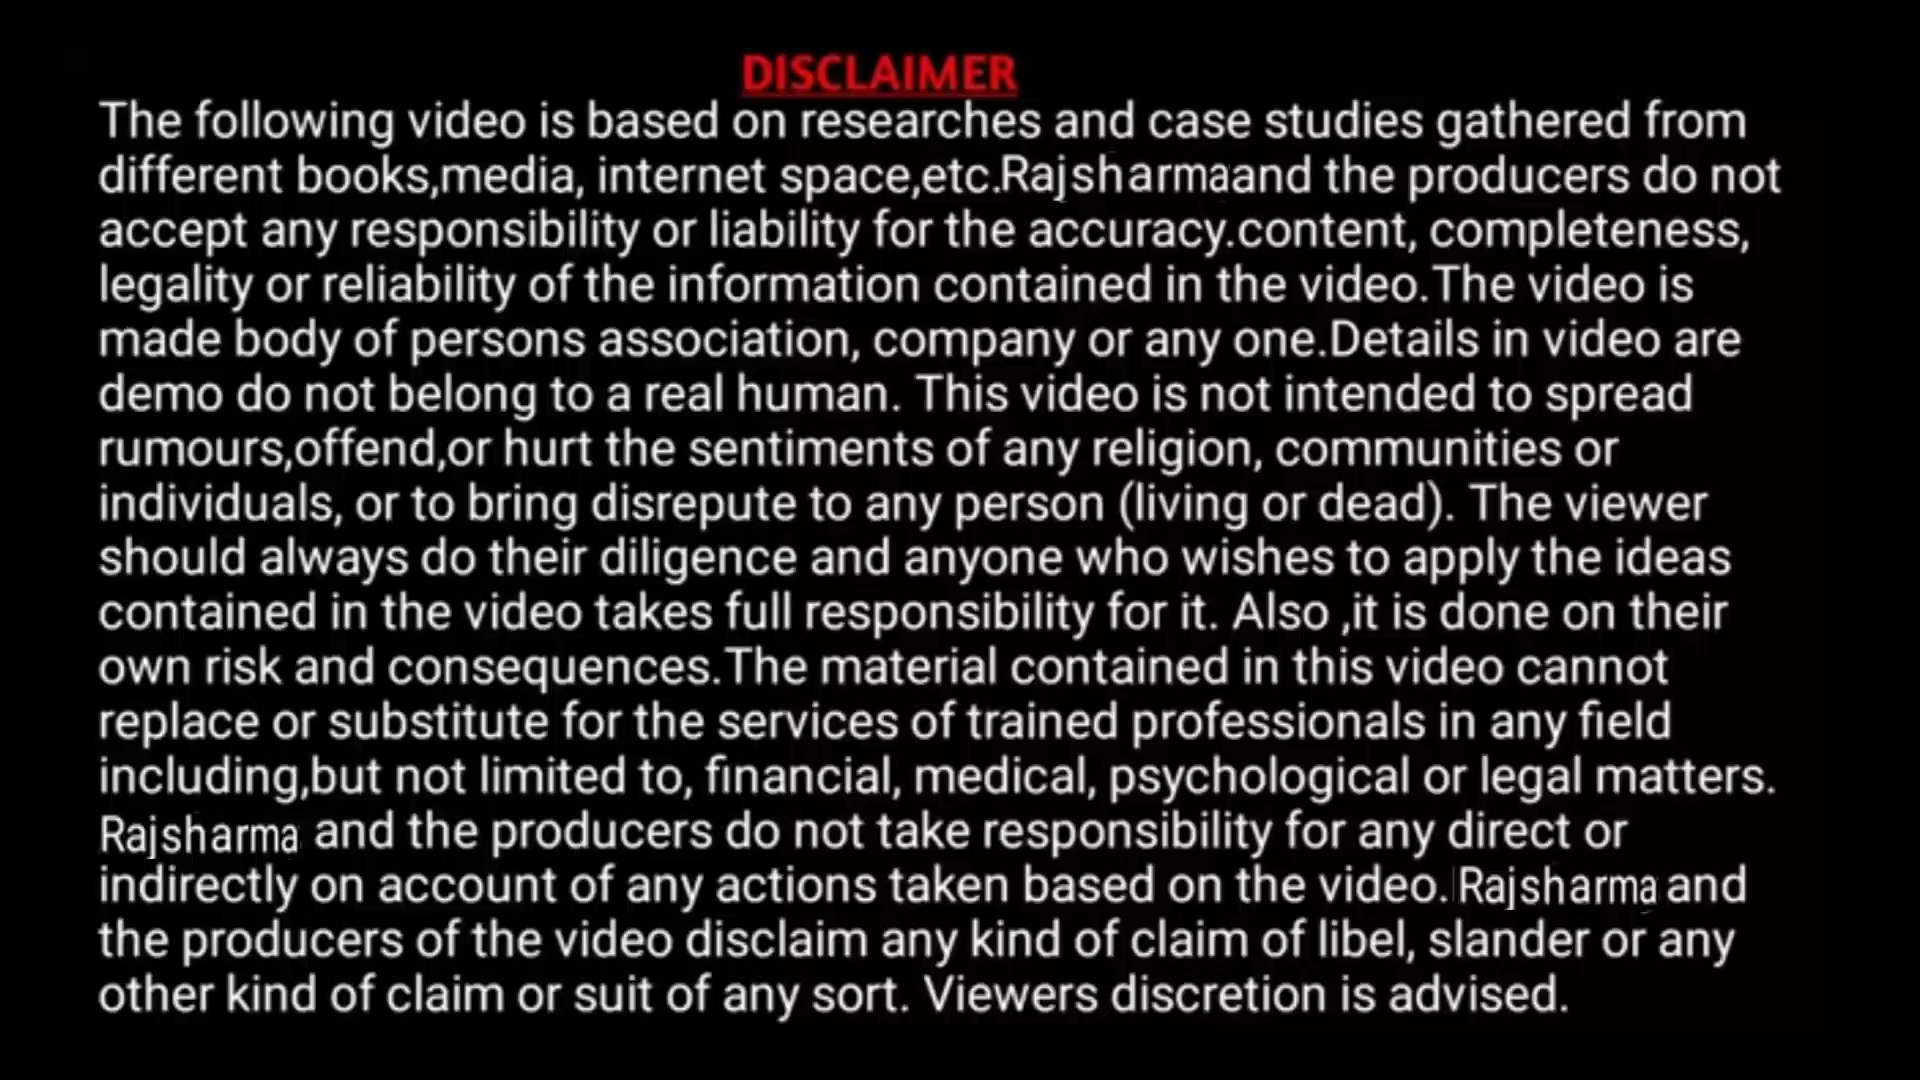 DISCLAIMER
The following video is based on researches and case studies gathered from
different books,media, internet space,etc.Rajsharmaaand the producers do not
accept any responsibility or liability for the accuracy.content, completeness,
legality or reliability of the information contained in the video.The video is
made body of persons association, company or any one.Details in video are
demo do not belong to a real human. This video is not intended to spread
rumours,offend,or hurt the sentiments of any religion, communities or
individuals, or to bring disrepute to any person (living or dead). The viewer
should always do their diligence and anyone who wishes to apply the ideas
contained in the video takes full responsibility for it. Also ,it is done on their
own risk and consequences.The material contained in this video cannot
replace or substitute for the services of trained professionals in any field
including,but not limited to, financial, medical, psychological or legal matters.
Rajsharma and the producers do not take responsibility for any direct or
indirectly on account of any actions taken based on the video. Rajsharma and
the producers of the video disclaim any kind of claim of libel, slander or any
other kind of claim or suit of any sort. Viewers discretion is advised.